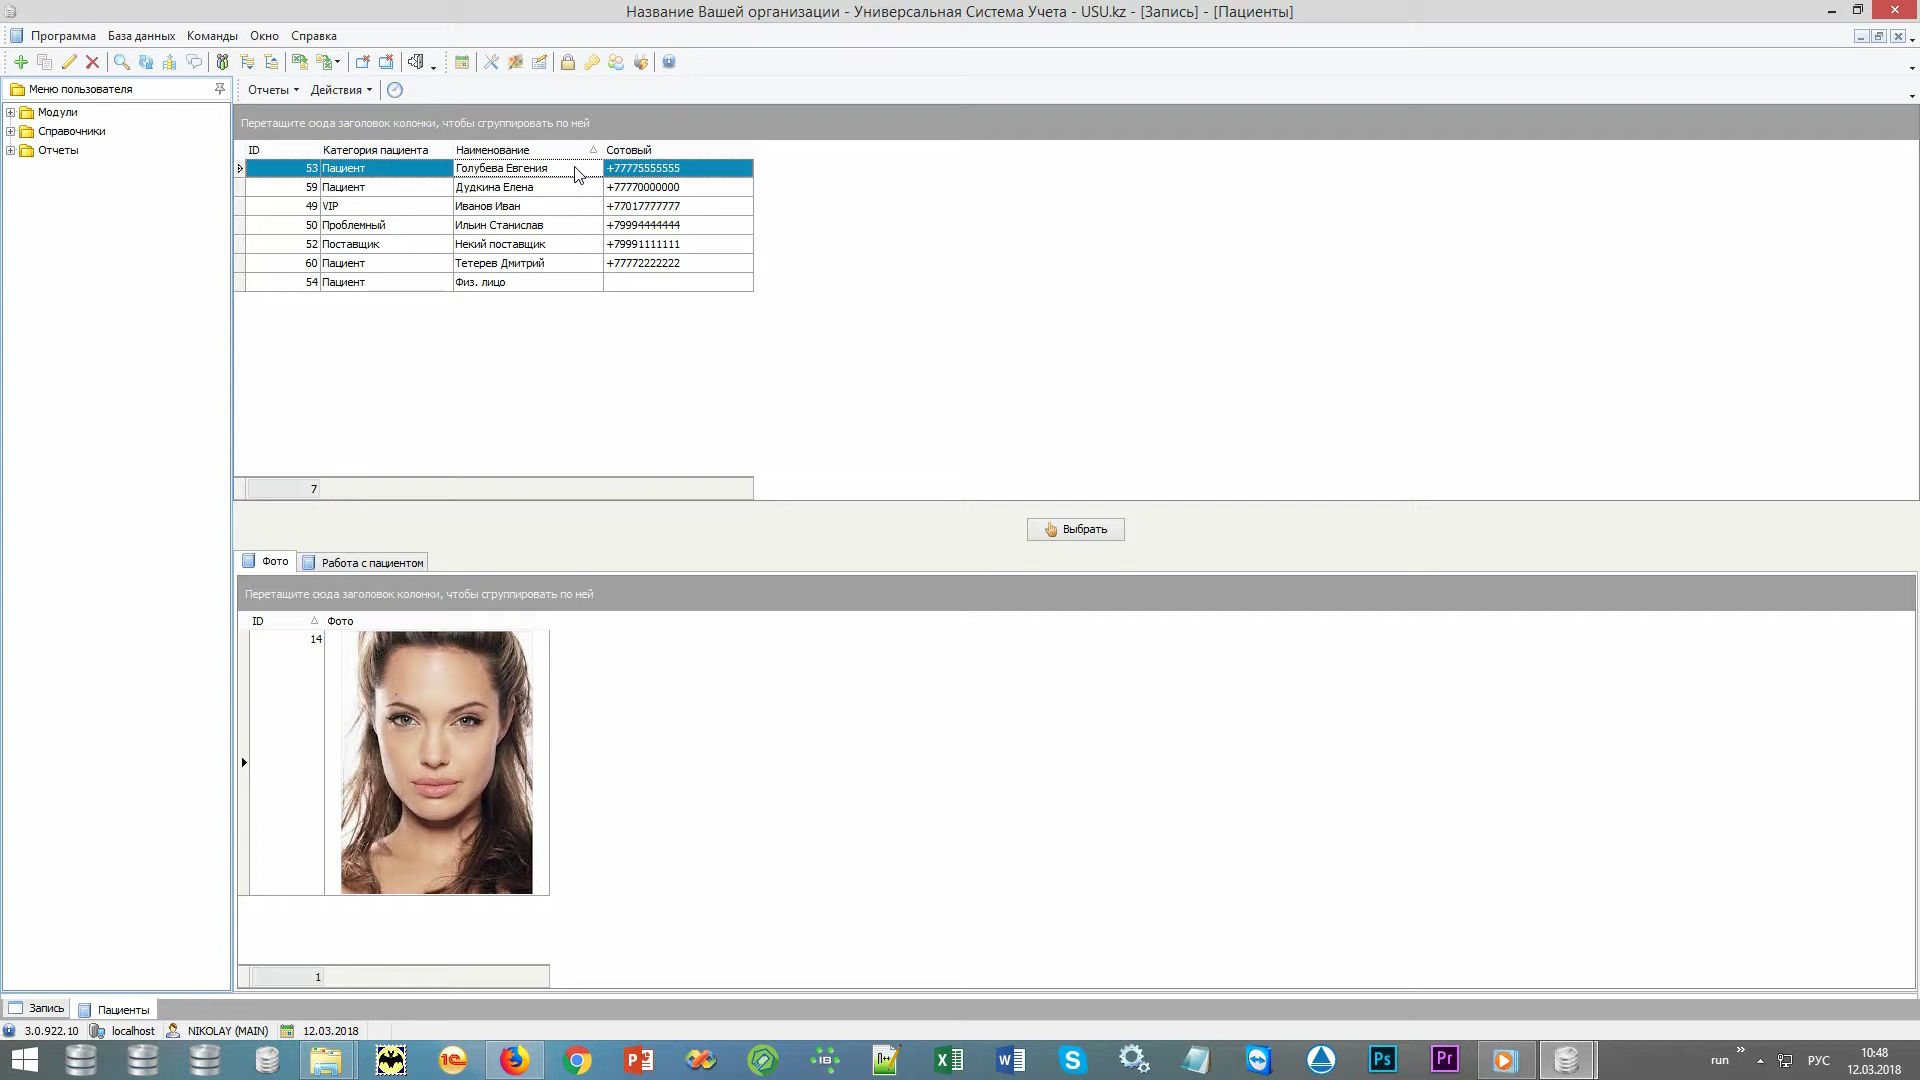 Название Вашей организации - Универсальная Система Учета - USU.kz - [Запись] - [Пациенты]
Программа База данных Команды Окно Справка
Меню пользователя
Отчеты Действия
Модули
Справочники
Отчеты
Перетащите сюда заголовок колонки, чтобы сгруппировать по ней
ID Категория пациента Наименование Сотовый
53 Пациент Голубева Евгения +77775555555
59 Пациент Дудкина Елена +77770000000
49 VIP Иванов Иван +77017777777
50 Проблемный Ильин Станислав +79994444444
52 Поставщик Некий поставщик +79991111111
60 Пациент Тетерев Дмитрий +77772222222
54 Пациент Физ. лицо
7
Выбрать
Фото Работа с пациентом
Перетащите сюда заголовок колонки, чтобы сгруппировать по ней
ID Фото
14
1
Запись Пациенты
3.0.922.10 localhost NIKOLAY (MAIN) 12.03.2018
run РУС 10:48
12.03.2018